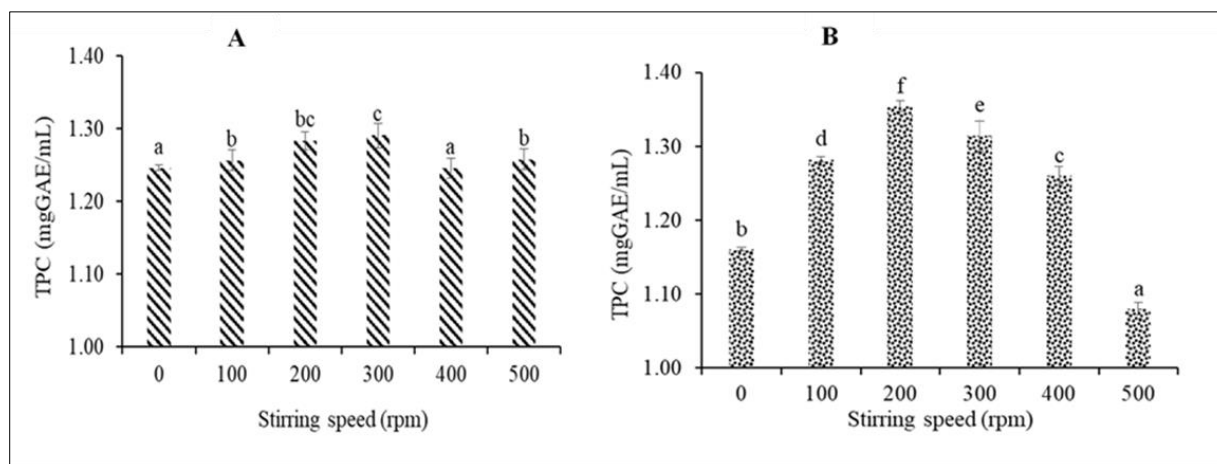 A
TPC (mgGAE/mL)
1.40
1.30
1.20
1.10
1.00
a
b
bc
c
a
b
0 100 200 300 400 500
Stirring speed (rpm)
B
TPC (mgGAE/mL)
1.40
1.30
1.20
1.10
1.00
b
d
f
e
c
a
0 100 200 300 400 500
Stirring speed (rpm)